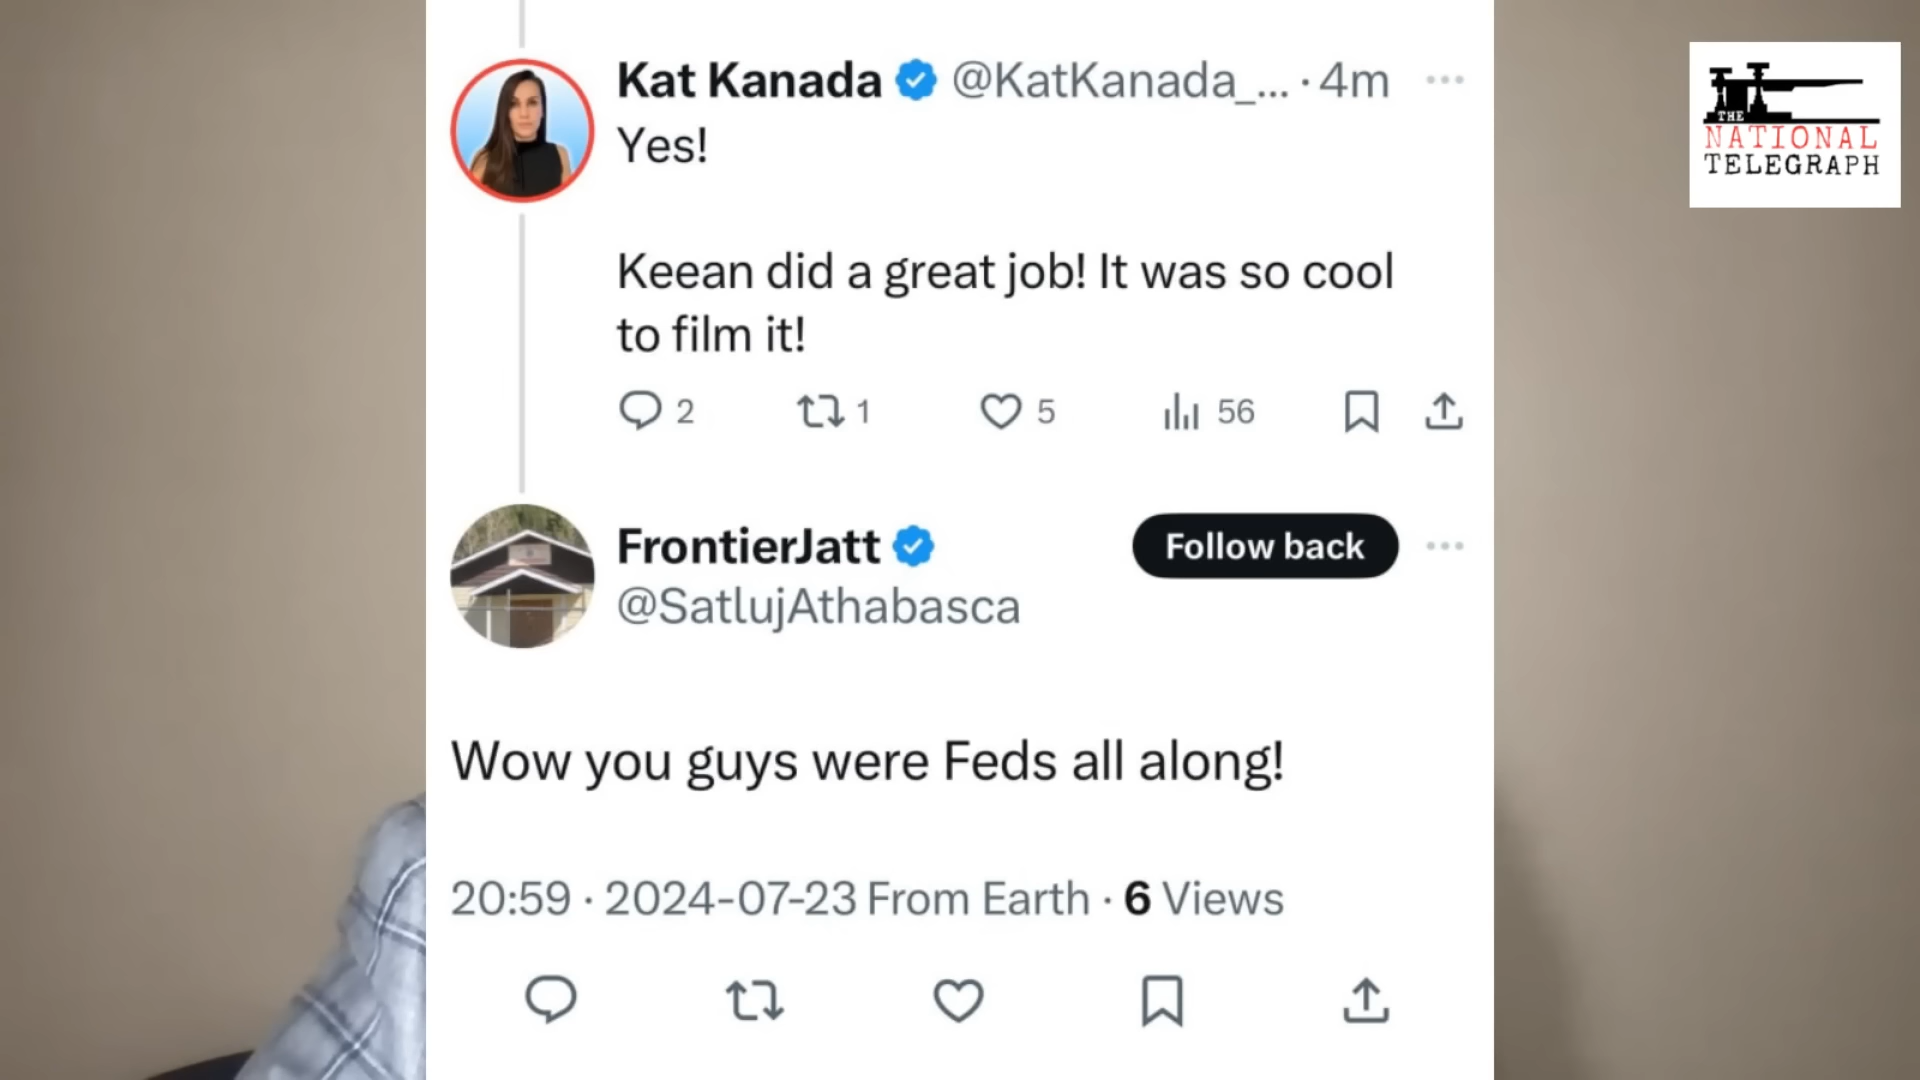 Kat Kanada @KatKanada_... · 4m
Yes!
Keean did a great job! It was so cool
to film it!
2 1 5 56
FrontierJatt Follow back
@SatlujAthabasca
Wow you guys were Feds all along!
20:59 · 2024-07-23 From Earth · 6 Views
THE
NATIONAL
TELEGRAPH